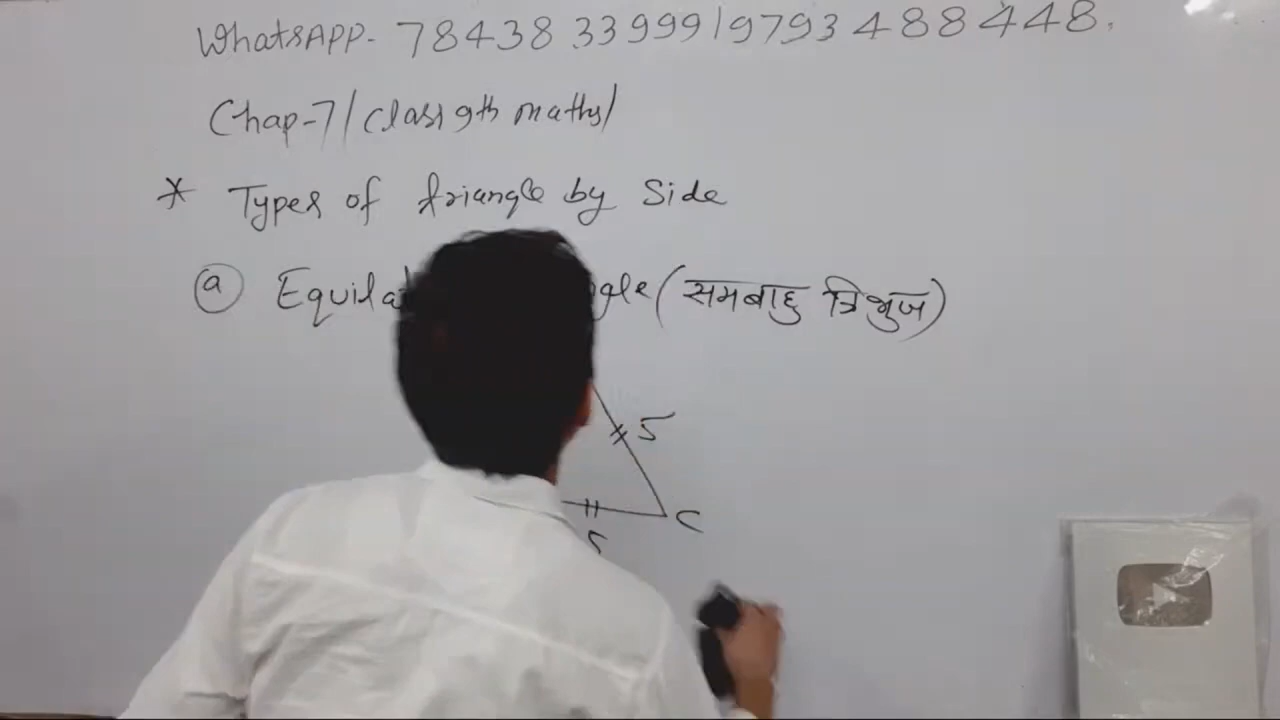 WhatsAPP- 78438 33999/9793 488448.
Chap-7/Class 9th maths/
* Types of triangle by Side
(a) Equila gle (समबाहु त्रिभुज)
5
C
5